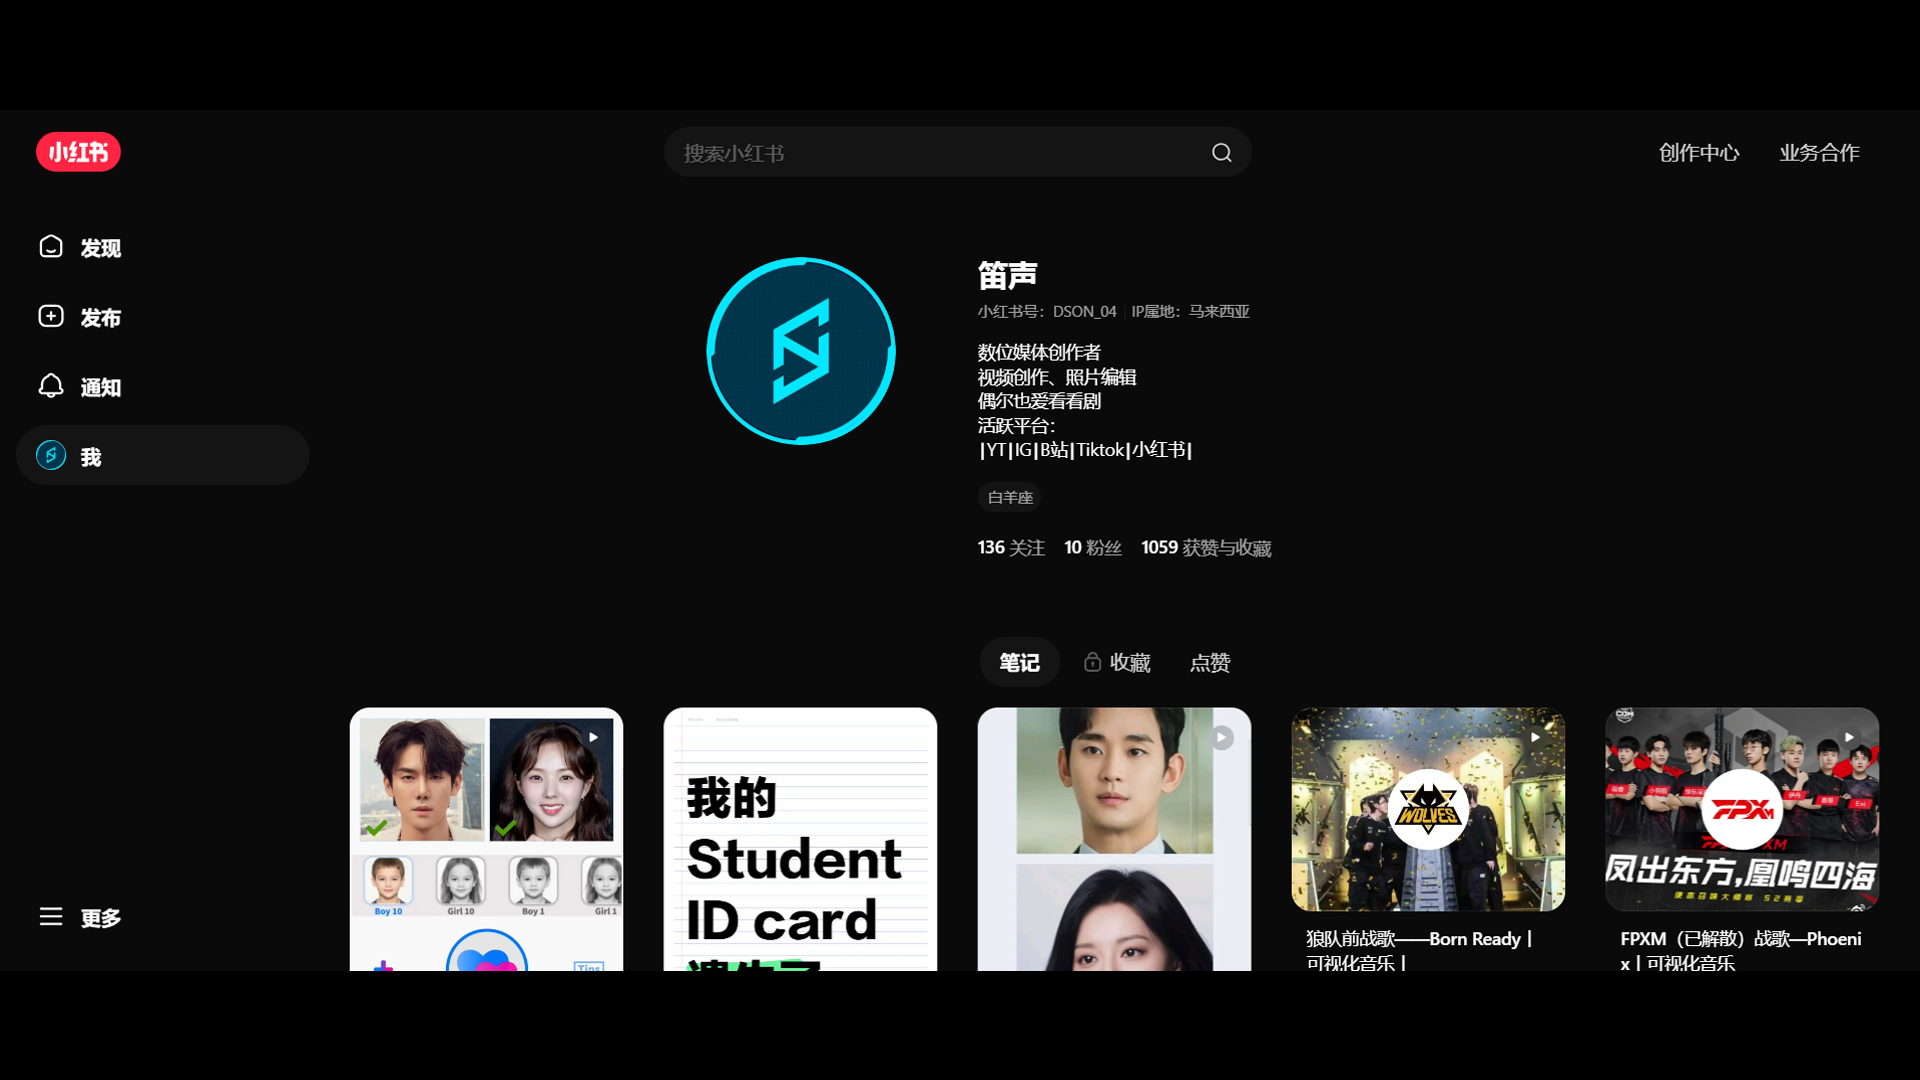 小红书
搜索小红书
创作中心
业务合作
发现
发布
通知
我
更多
笛声
小红书号：DSON_04
IP属地：马来西亚
数位媒体创作者
视频创作、照片编辑
偶尔也爱看看剧
活跃平台：
|YT|IG|B站|Tiktok|小红书|
白羊座
136 关注 10 粉丝 1059 获赞与收藏
笔记
收藏
点赞
Boy 10
Girl 10
Boy 1
Girl 1
Tips
我的
Student
ID card
遗失了
WOLVES
狼队前战歌——Born Ready |
可视化音乐 |
FPXM
凤出东方,凰鸣四海
Exi
FPXM（已解散）战歌—Phoeni
x | 可视化音乐